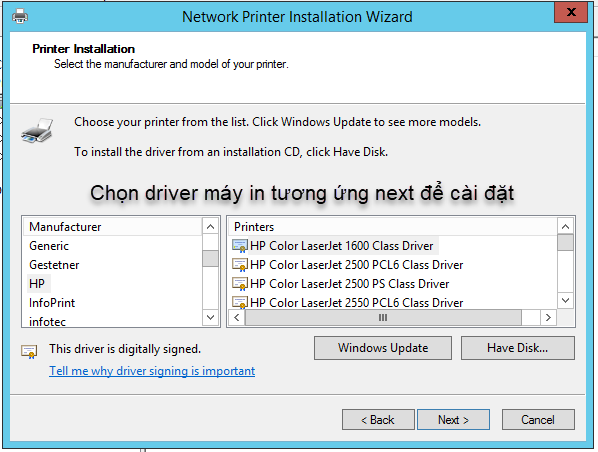 Network Printer Installation Wizard
x
Printer Installation
Select the manufacturer and model of your printer.
Choose your printer from the list. Click Windows Update to see more models.
To install the driver from an installation CD, click Have Disk.
Chọn driver máy in tương ứng next để cài đặt
Manufacturer
Generic
Gestetner
HP
InfoPrint
infotec
Printers
HP Color LaserJet 1600 Class Driver
HP Color LaserJet 2500 PCL6 Class Driver
HP Color LaserJet 2500 PS Class Driver
HP Color LaserJet 2550 PCL6 Class Driver
This driver is digitally signed.
Tell me why driver signing is important
Windows Update
Have Disk...
< Back
Next >
Cancel